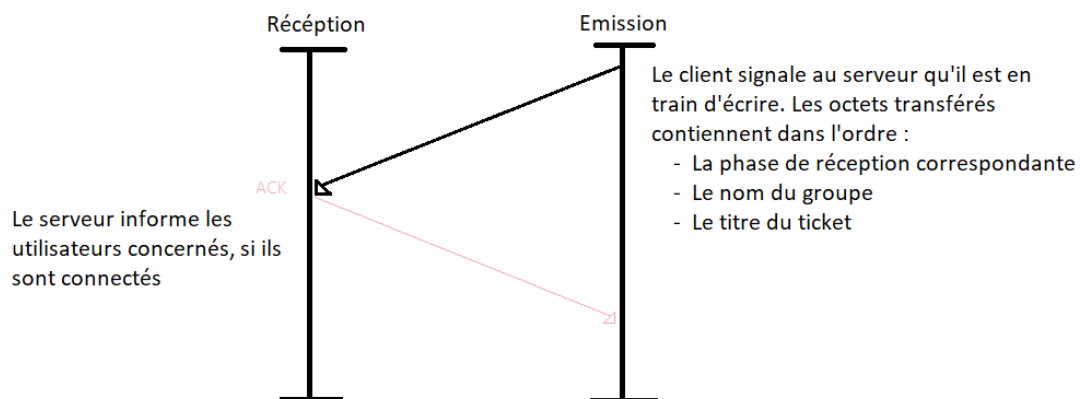 Récéption
Emission
Le client signale au serveur qu'il est en
train d'écrire. Les octets transférés
contiennent dans l'ordre :
- La phase de réception correspondante
- Le nom du groupe
- Le titre du ticket
ACK
Le serveur informe les
utilisateurs concernés, si ils
sont connectés